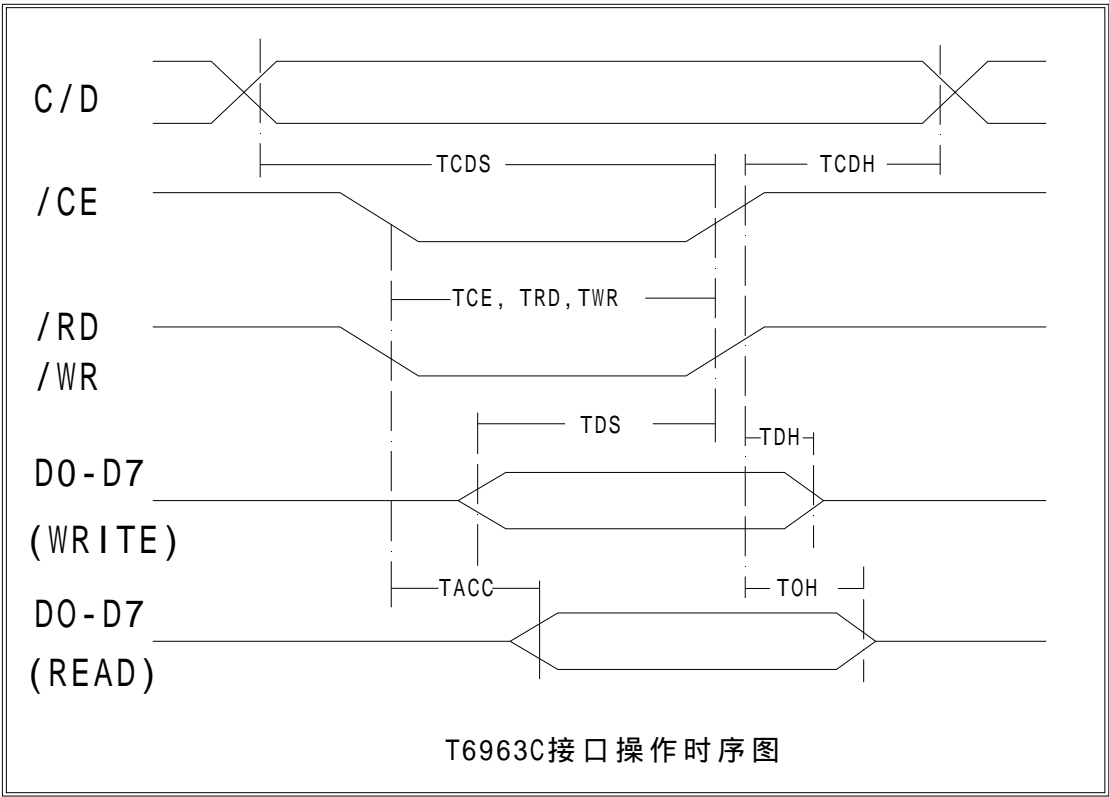 C/D
TCDS
TCDH
/CE
TCE, TRD,TWR
/RD
/WR
TDS
TDH
D0-D7
(WRITE)
TACC
TOH
D0-D7
(READ)
T6963C接口操作时序图